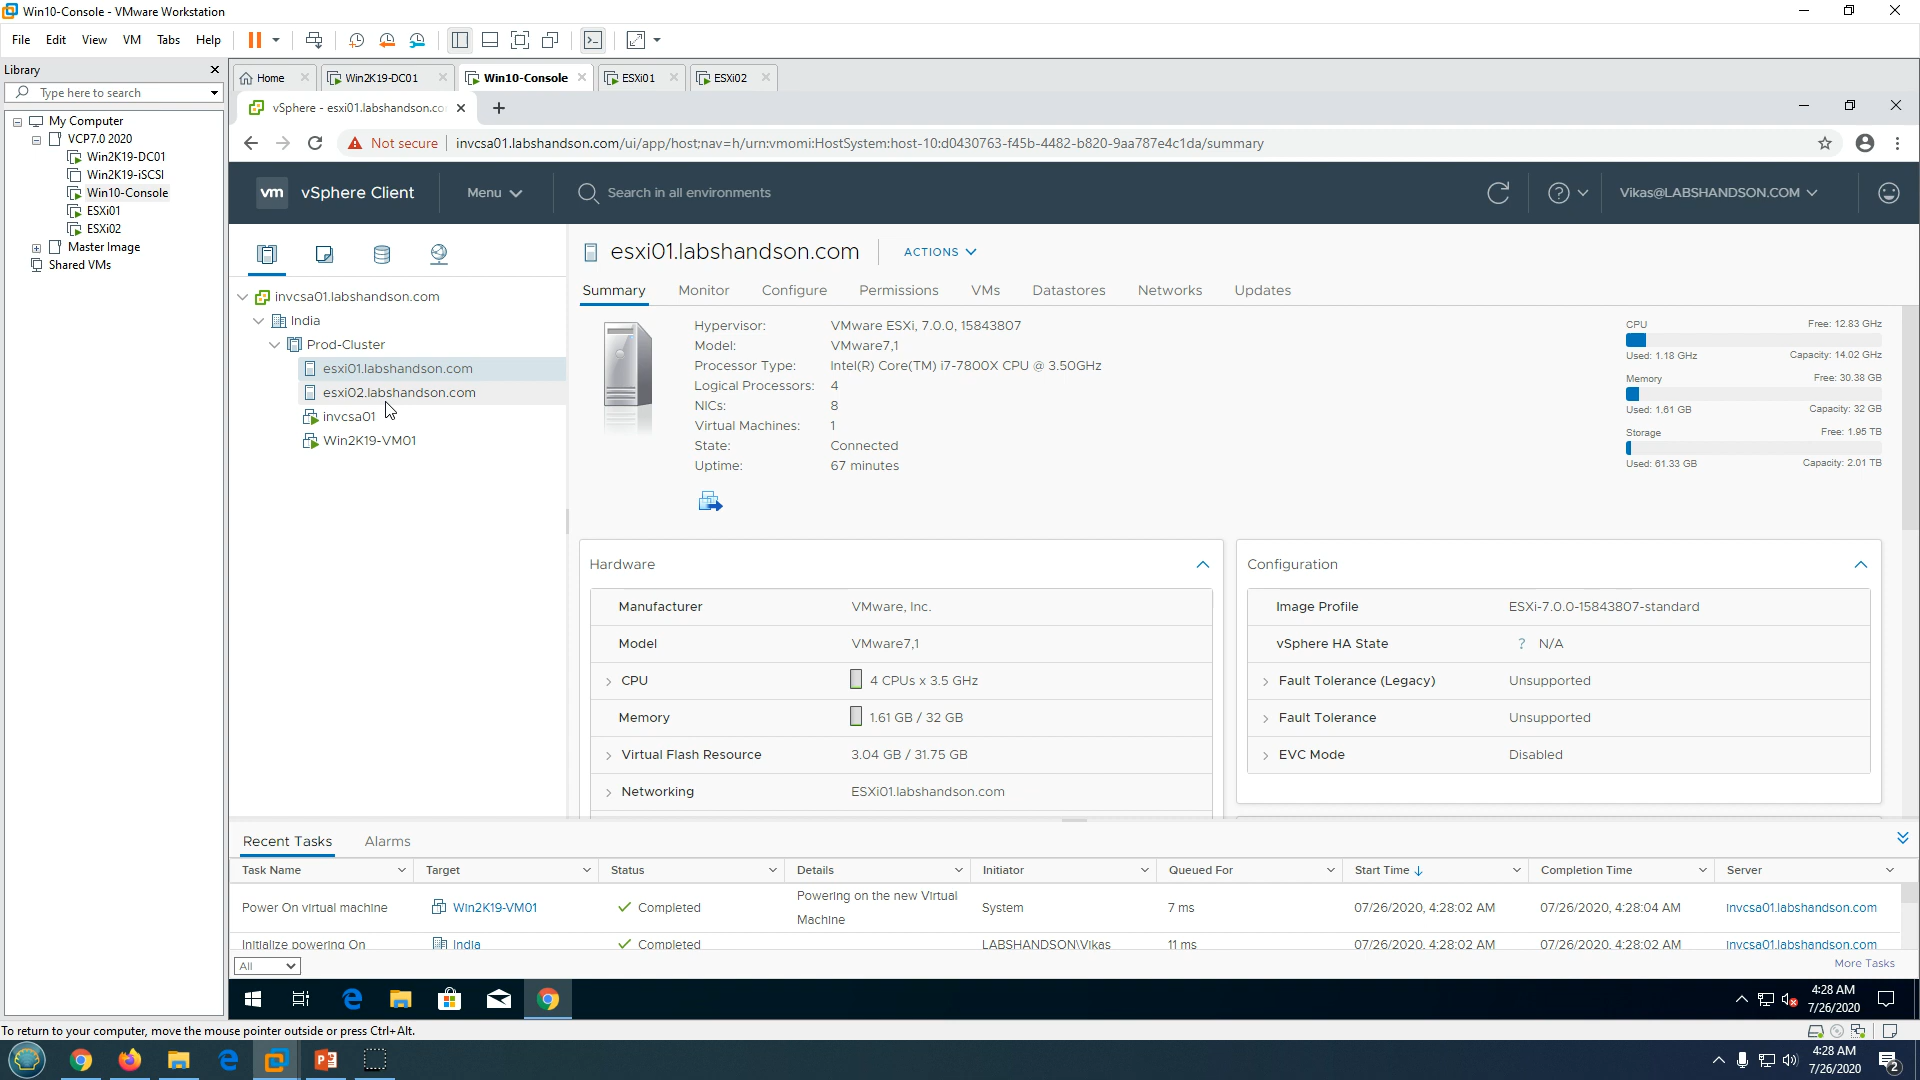 Win10-Console - VMware Workstation
File Edit View VM Tabs Help
Library
Type here to search
My Computer
VCP7.0 2020
Win2K19-DC01
Win2K19-iSCSI
Win10-Console
ESXi01
ESXi02
Master Image
Shared VMs
Home Win2K19-DC01 Win10-Console ESXi01 ESXi02
vSphere - esxi01.labshandson.co
Not secure invcsa01.labshandson.com/ui/app/host;nav=h/urn:vmomi:HostSystem:host-10:d0430763-f45b-4482-b820-9aa787e4c1da/summary
vm vSphere Client Menu Search in all environments Vikas@LABSHANDSON.COM
invcsa01.labshandson.com
India
Prod-Cluster
esxi01.labshandson.com
esxi02.labshandson.com
invcsa01
Win2K19-VM01
esxi01.labshandson.com ACTIONS
Summary Monitor Configure Permissions VMs Datastores Networks Updates
Hypervisor: VMware ESXi, 7.0.0, 15843807
Model: VMware7,1
Processor Type: Intel(R) Core(TM) i7-7800X CPU @ 3.50GHz
Logical Processors: 4
NICs: 8
Virtual Machines: 1
State: Connected
Uptime: 67 minutes
CPU Free: 12.83 GHz
Used: 1.18 GHz Capacity: 14.02 GHz
Memory Free: 30.38 GB
Used: 1.61 GB Capacity: 32 GB
Storage Free: 1.95 TB
Used: 61.33 GB Capacity: 2.01 TB
Hardware
Manufacturer VMware, Inc.
Model VMware7,1
CPU 4 CPUs x 3.5 GHz
Memory 1.61 GB / 32 GB
Virtual Flash Resource 3.04 GB / 31.75 GB
Networking ESXi01.labshandson.com
Configuration
Image Profile ESXi-7.0.0-15843807-standard
vSphere HA State ? N/A
Fault Tolerance (Legacy) Unsupported
Fault Tolerance Unsupported
EVC Mode Disabled
Recent Tasks Alarms
Task Name Target Status Details Initiator Queued For Start Time Completion Time Server
Power On virtual machine Win2K19-VM01 Completed Powering on the new Virtual Machine System 7 ms 07/26/2020, 4:28:02 AM 07/26/2020, 4:28:04 AM invcsa01.labshandson.com
Initialize powering On India Completed LABSHANDSON\Vikas 11 ms 07/26/2020, 4:28:02 AM 07/26/2020, 4:28:02 AM invcsa01.labshandson.com
All More Tasks
4:28 AM
7/26/2020
To return to your computer, move the mouse pointer outside or press Ctrl+Alt.
4:28 AM
7/26/2020
2